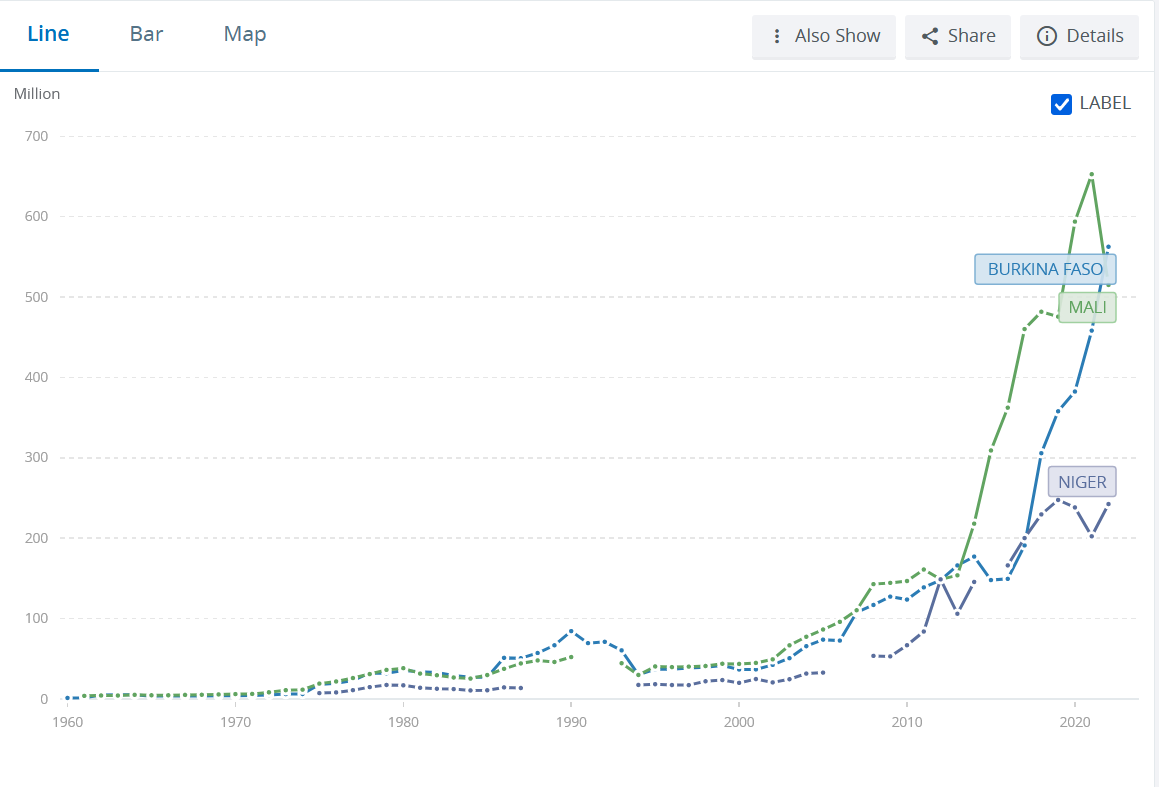 Line Bar Map Also Show Share Details
Million
LABEL
700
600
BURKINA FASO
500
MALI
400
300
NIGER
200
100
0
1960 1970 1980 1990 2000 2010 2020